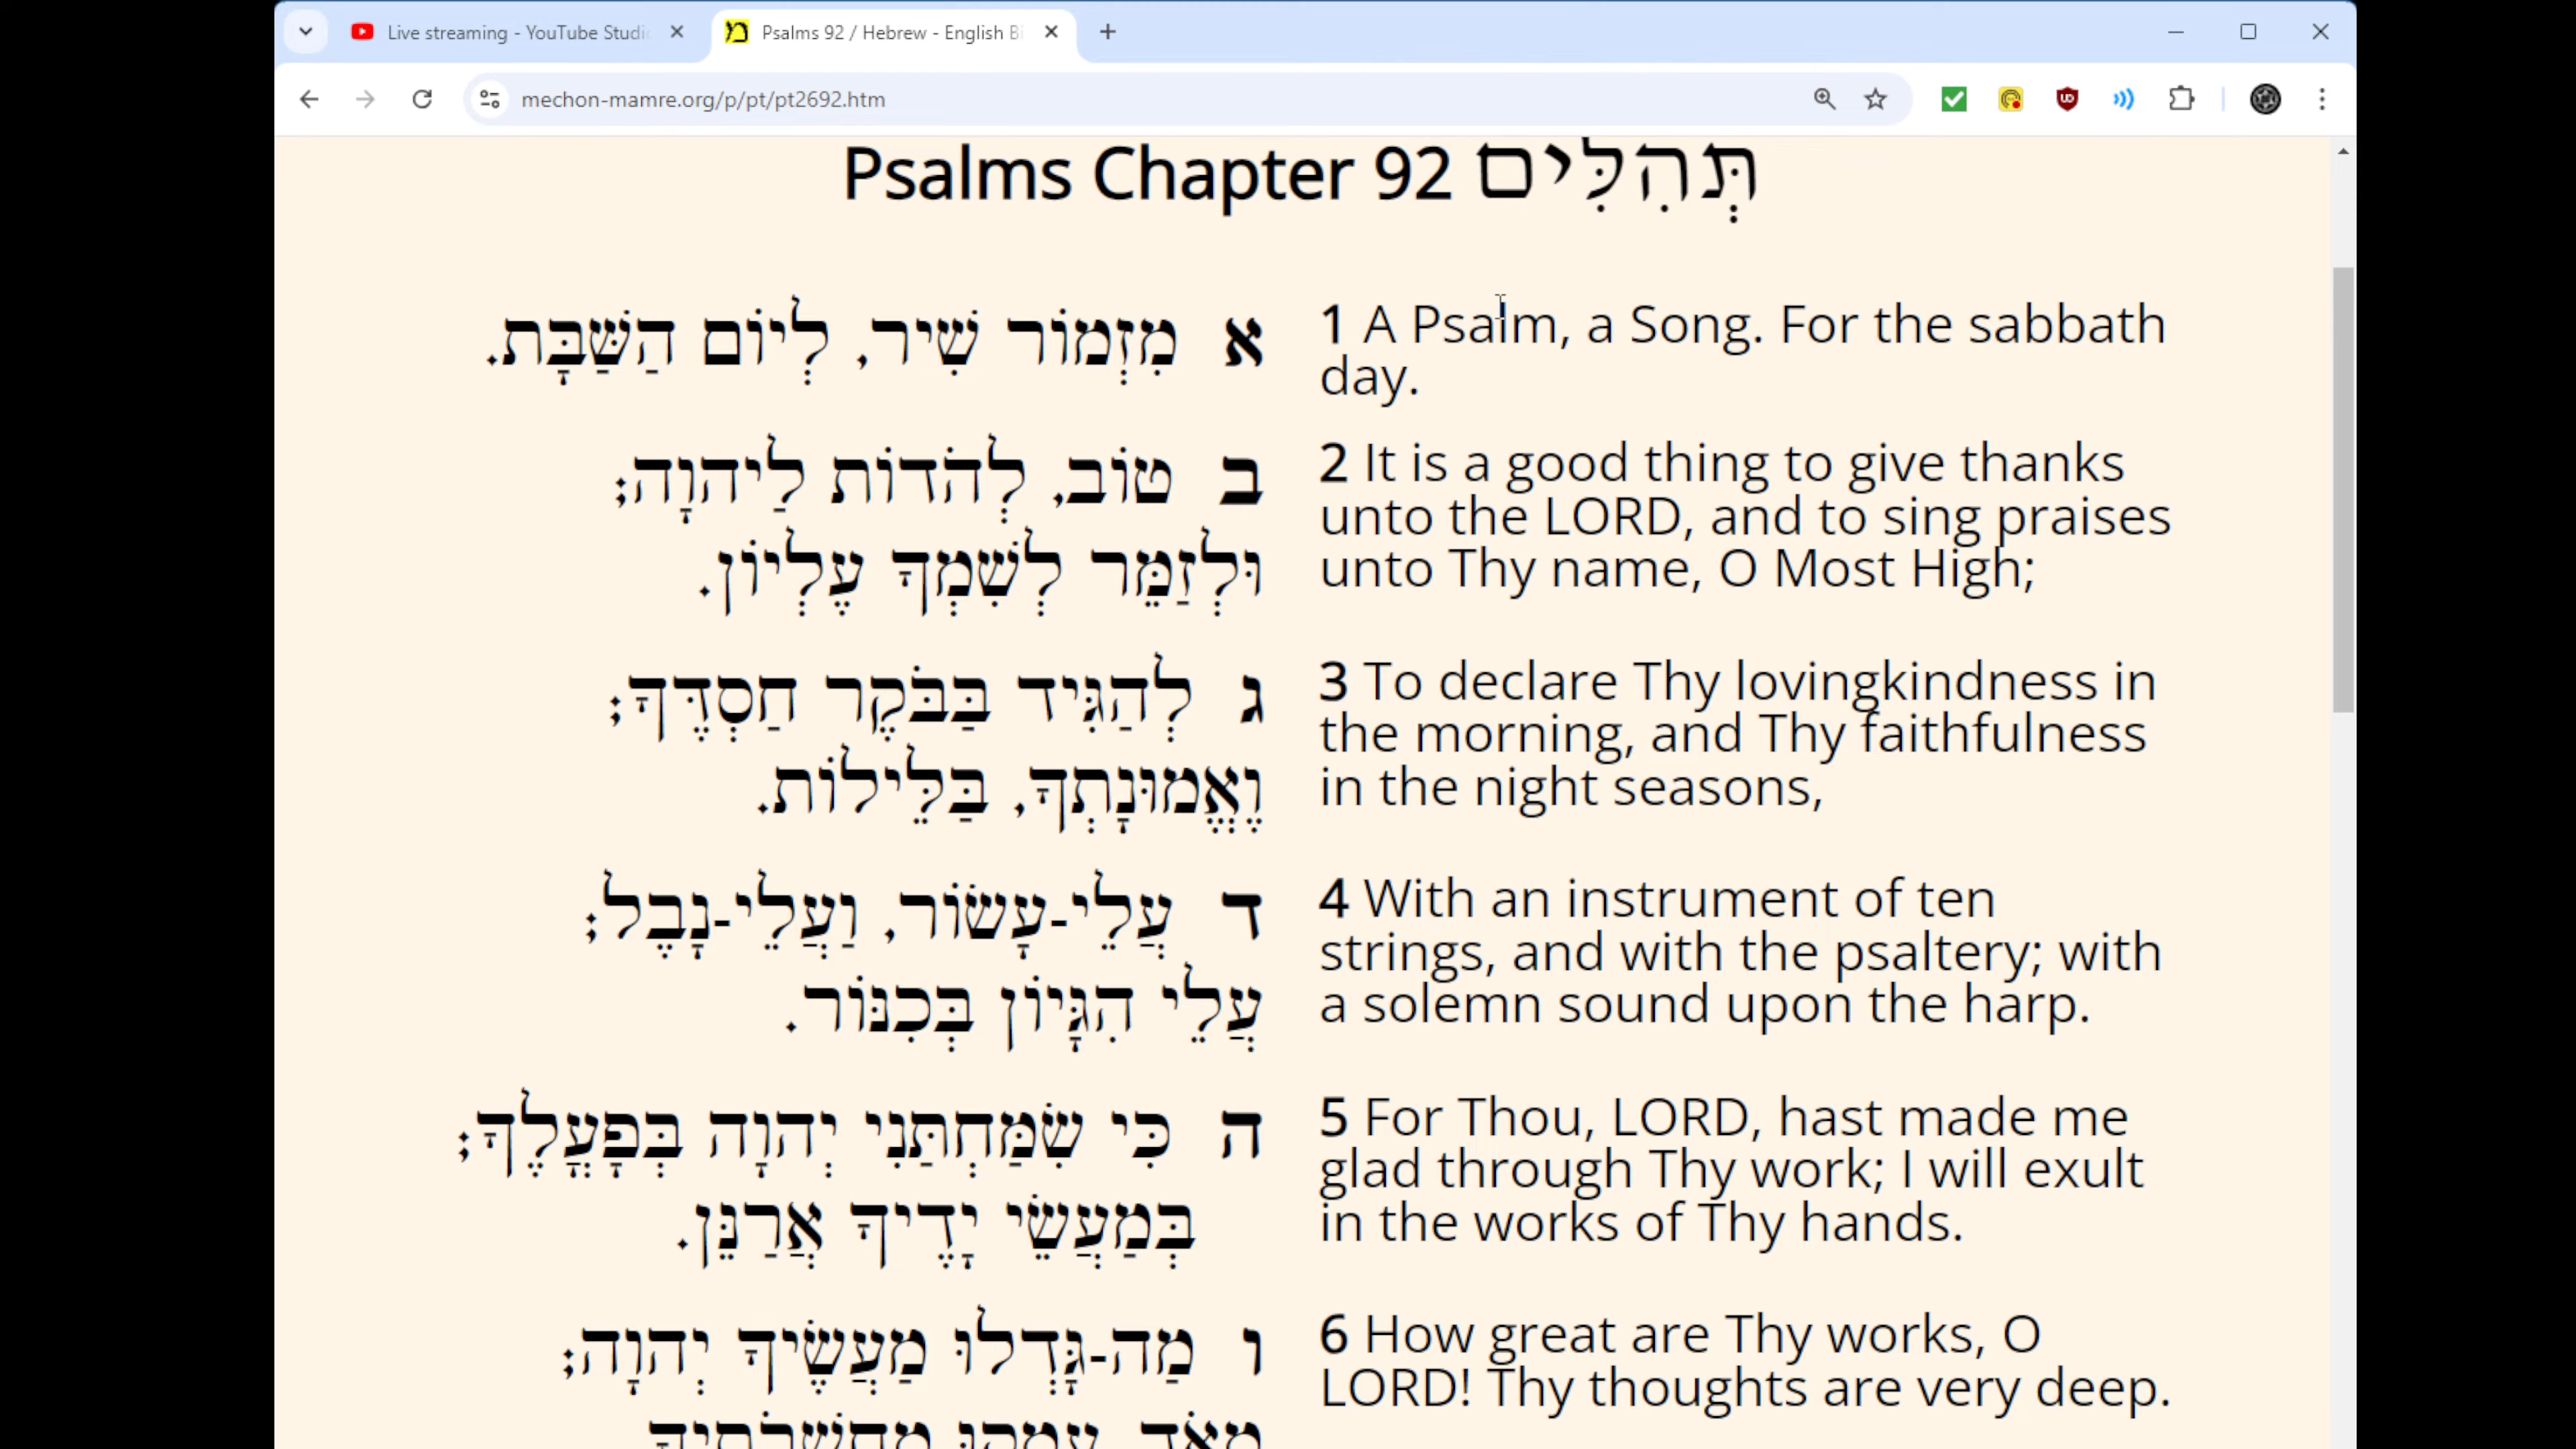 Live streaming - YouTube Studi
Psalms 92 / Hebrew - English Bi
mechon-mamre.org/p/pt/pt2692.htm
Psalms Chapter 92 תְּהִלִּים
א מִזְמוֹר שִׁיר, לְיוֹם הַשַּׁבָּת.
1 A Psalm, a Song. For the sabbath
day.
ב טוֹב, לְהֹדוֹת לַיהוָה;
וּלְזַמֵּר לְשִׁמְךָ עֶלְיוֹן.
2 It is a good thing to give thanks
unto the LORD, and to sing praises
unto Thy name, O Most High;
ג לְהַגִּיד בַּבֹּקֶר חַסְדֶּךָ;
וֶאֱמוּנָתְךָ, בַּלֵּילוֹת.
3 To declare Thy lovingkindness in
the morning, and Thy faithfulness
in the night seasons,
ד עֲלֵי-עָשׂוֹר, וַעֲלֵי-נָבֶל;
עֲלֵי הִגָּיוֹן בְּכִנּוֹר.
4 With an instrument of ten
strings, and with the psaltery; with
a solemn sound upon the harp.
ה כִּי שִׂמַּחְתַּנִי יְהוָה בְּפָעֳלֶךָ;
בְּמַעֲשֵׂי יָדֶיךָ אֲרַנֵּן.
5 For Thou, LORD, hast made me
glad through Thy work; I will exult
in the works of Thy hands.
ו מַה-גָּדְלוּ מַעֲשֶׂיךָ יְהוָה;
מְאֹד, עָמְקוּ מַחְשְׁבֹתֶיךָ
6 How great are Thy works, O
LORD! Thy thoughts are very deep.